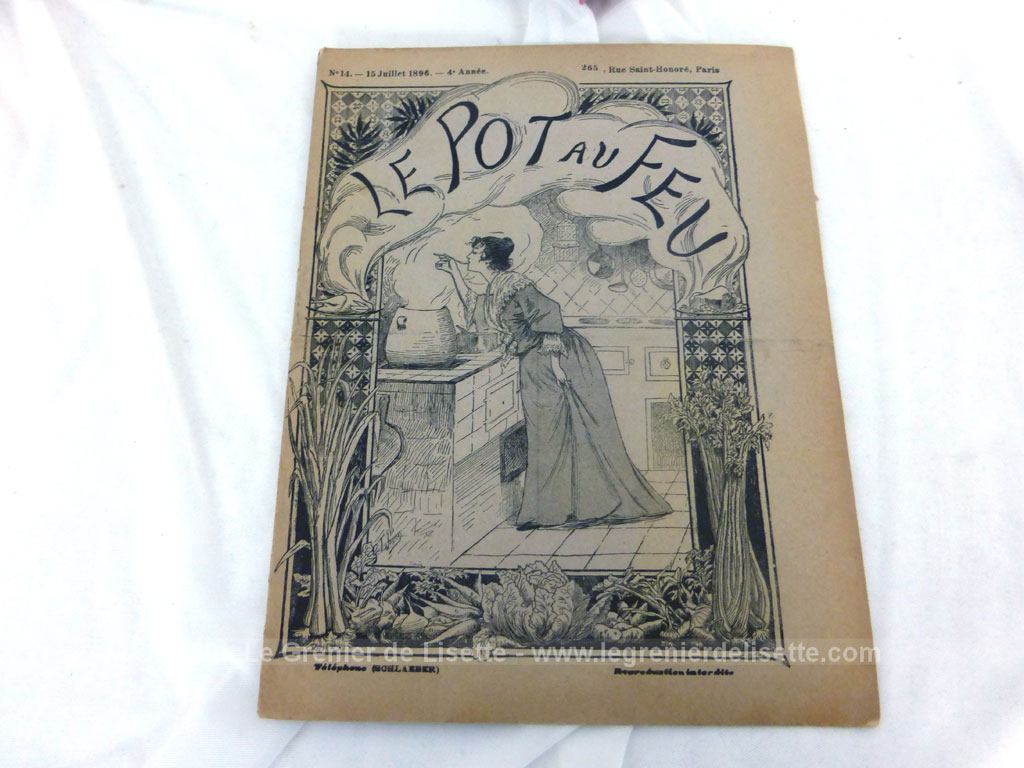 No 14. — 15 Juillet 1896. — 4e Année. 265, Rue Saint-Honoré, Paris
LE POT AU FEU
Le Grenier de Lisette - www.legrenierdelisette.com
Téléphone (SCHLAEBER) Reproduction interdite